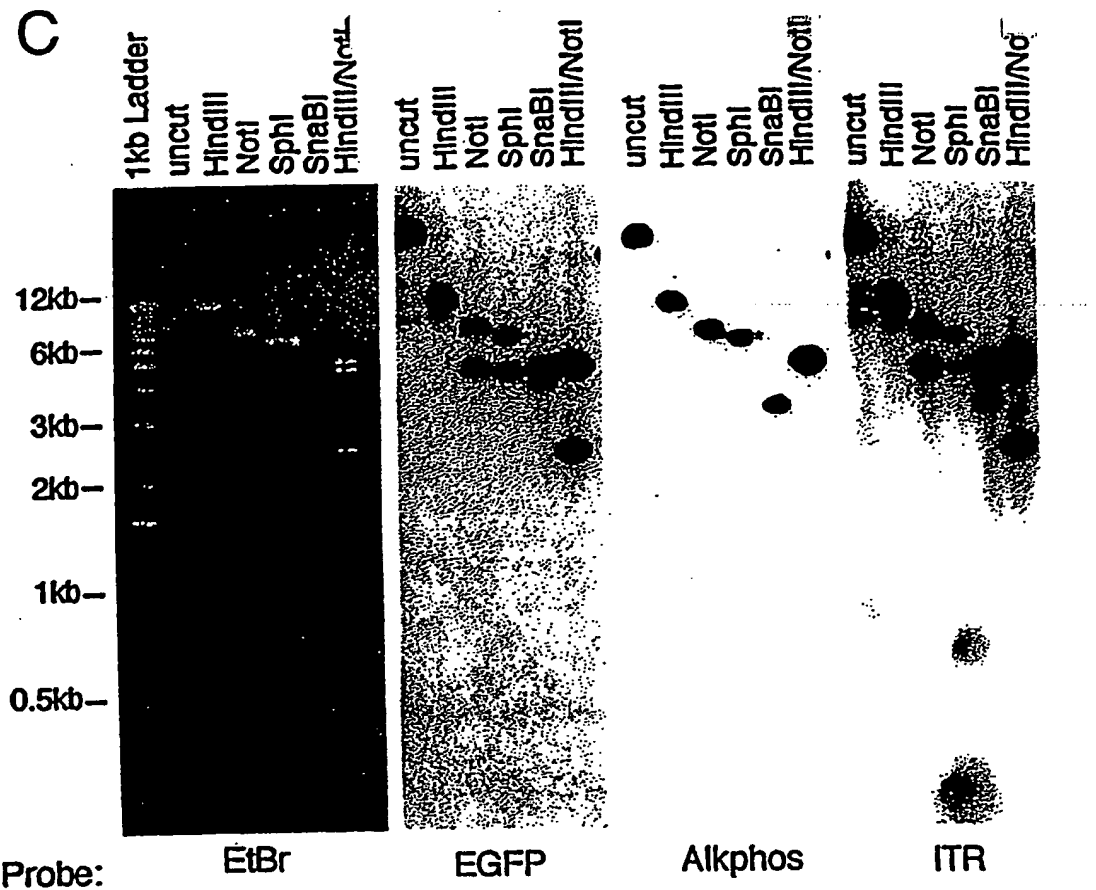 C
1kb Ladder
uncut
HindIII
NotI
SphI
SnaBI
HindIII/NotI
uncut
HindIII
NotI
SphI
SnaBI
HindIII/NotI
uncut
HindIII
NotI
SphI
SnaBI
HindIII/NotI
uncut
HindIII
NotI
SphI
SnaBI
HindIII/No
12kb-
6kb-
3kb-
2kb-
1kb-
0.5kb-
Probe: EtBr EGFP Alkphos ITR